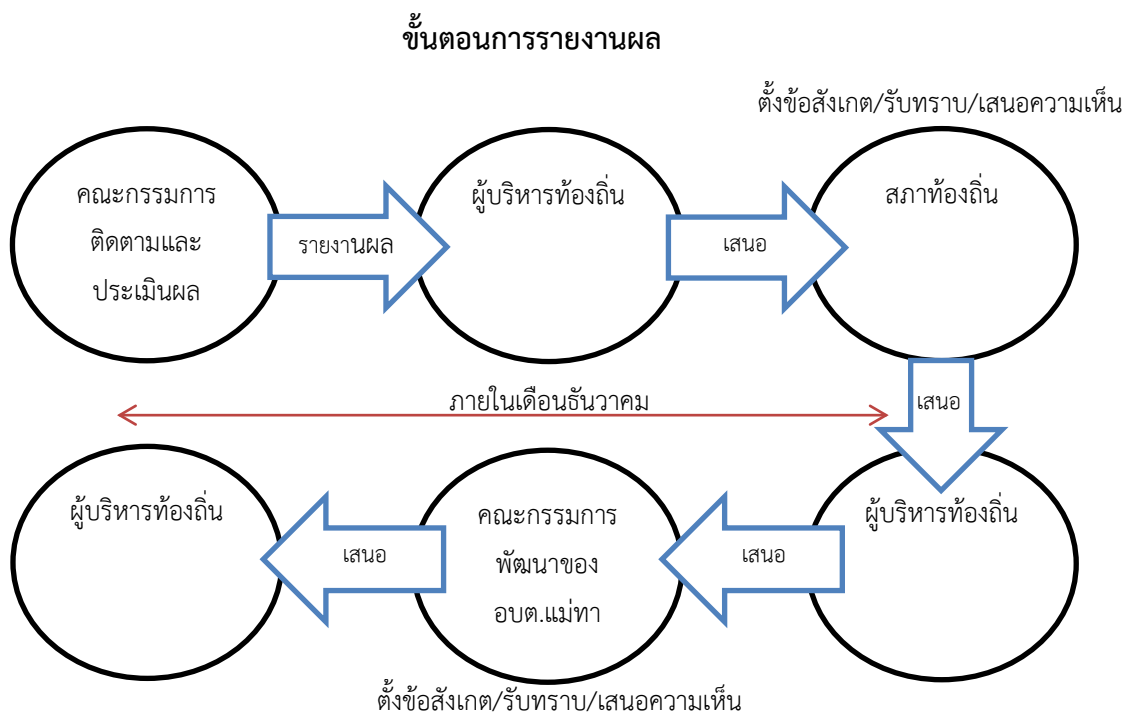 ขั้นตอนการรายงานผล
ตั้งข้อสังเกต/รับทราบ/เสนอความเห็น
คณะกรรมการ
ติดตามและ
ประเมินผล
รายงานผล
ผู้บริหารท้องถิ่น
เสนอ
สภาท้องถิ่น
ภายในเดือนธันวาคม
เสนอ
ผู้บริหารท้องถิ่น
เสนอ
คณะกรรมการ
พัฒนาของ
อบต.แม่ทา
เสนอ
ผู้บริหารท้องถิ่น
ตั้งข้อสังเกต/รับทราบ/เสนอความเห็น